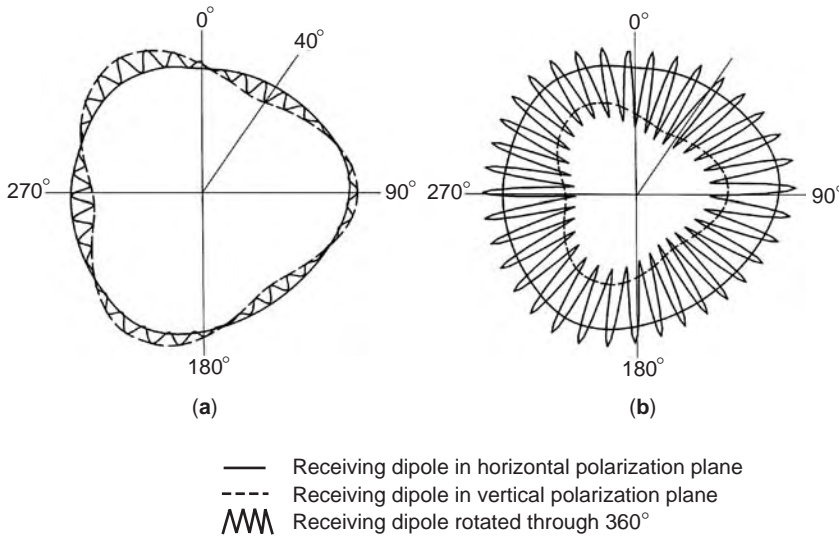 0°
40°
270°
90°
180°
(a)
0°
270°
90°
180°
(b)
Receiving dipole in horizontal polarization plane
Receiving dipole in vertical polarization plane
Receiving dipole rotated through 360°